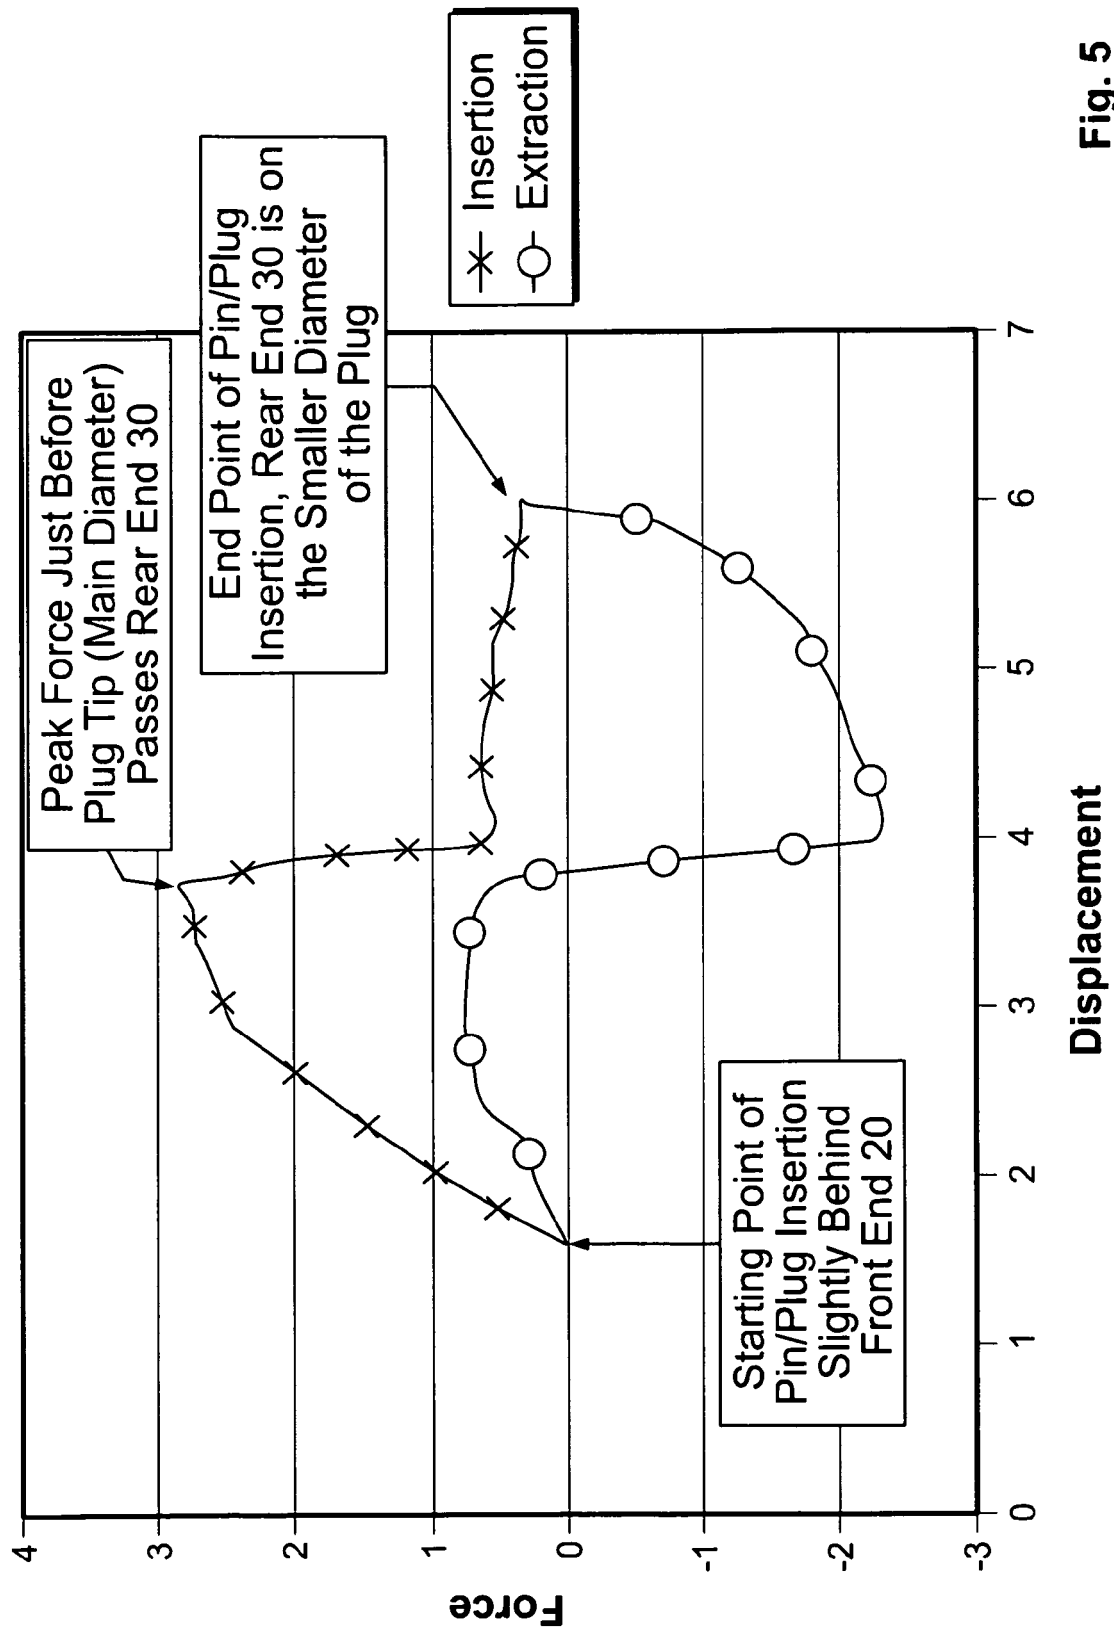 Peak Force Just Before
Plug Tip (Main Diameter)
Passes Rear End 30
End Point of Pin/Plug
Insertion, Rear End 30 is on
the Smaller Diameter
of the Plug
Insertion
Extraction
Starting Point of
Pin/Plug Insertion
Slightly Behind
Front End 20
Force
4
3
2
1
0
-1
-2
-3
0
1
2
3
4
5
6
7
Displacement
Fig. 5